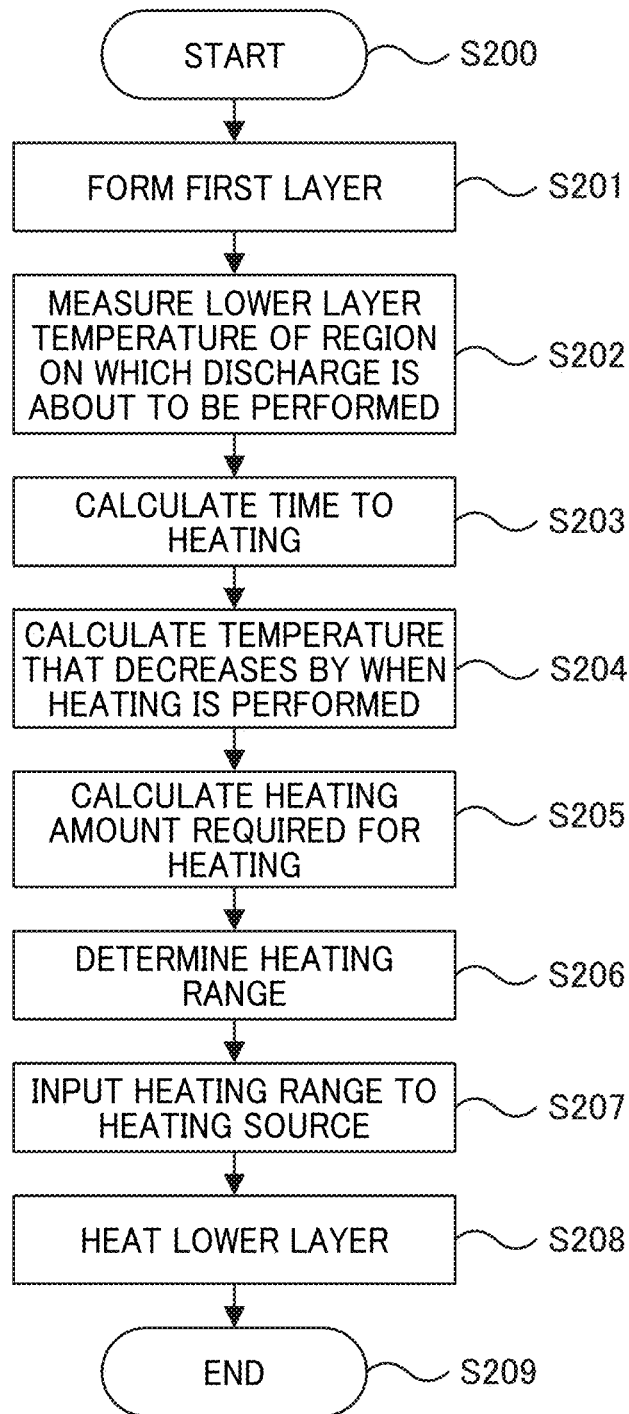 START
S200
FORM FIRST LAYER
S201
MEASURE LOWER LAYER
TEMPERATURE OF REGION
ON WHICH DISCHARGE IS
ABOUT TO BE PERFORMED
S202
CALCULATE TIME TO
HEATING
S203
CALCULATE TEMPERATURE
THAT DECREASES BY WHEN
HEATING IS PERFORMED
S204
CALCULATE HEATING
AMOUNT REQUIRED FOR
HEATING
S205
DETERMINE HEATING
RANGE
S206
INPUT HEATING RANGE TO
HEATING SOURCE
S207
HEAT LOWER LAYER
S208
END
S209